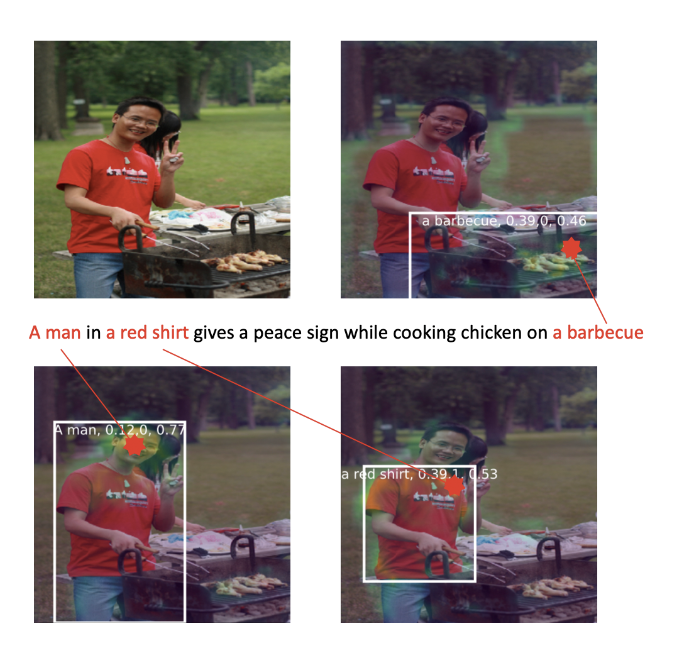 a barbecue, 0.39,0, 0.46
A man in a red shirt gives a peace sign while cooking chicken on a barbecue
A man, 0.12,0, 0.77
a red shirt, 0.39,1, 0.53